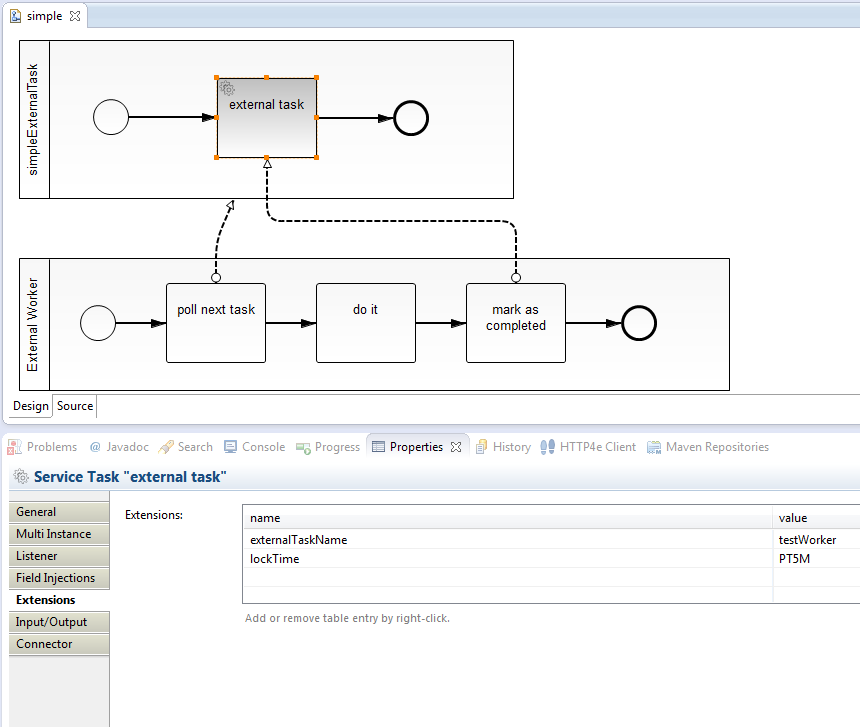 simple
simpleExternalTask
external task
External Worker
poll next task
do it
mark as
completed
Design Source
Problems @ Javadoc Search Console Progress Properties History HTTP4e Client Maven Repositories
Service Task "external task"
General
Multi Instance
Listener
Field Injections
Extensions
Input/Output
Connector
Extensions:
name value
externalTaskName testWorker
lockTime PT5M
Add or remove table entry by right-click.